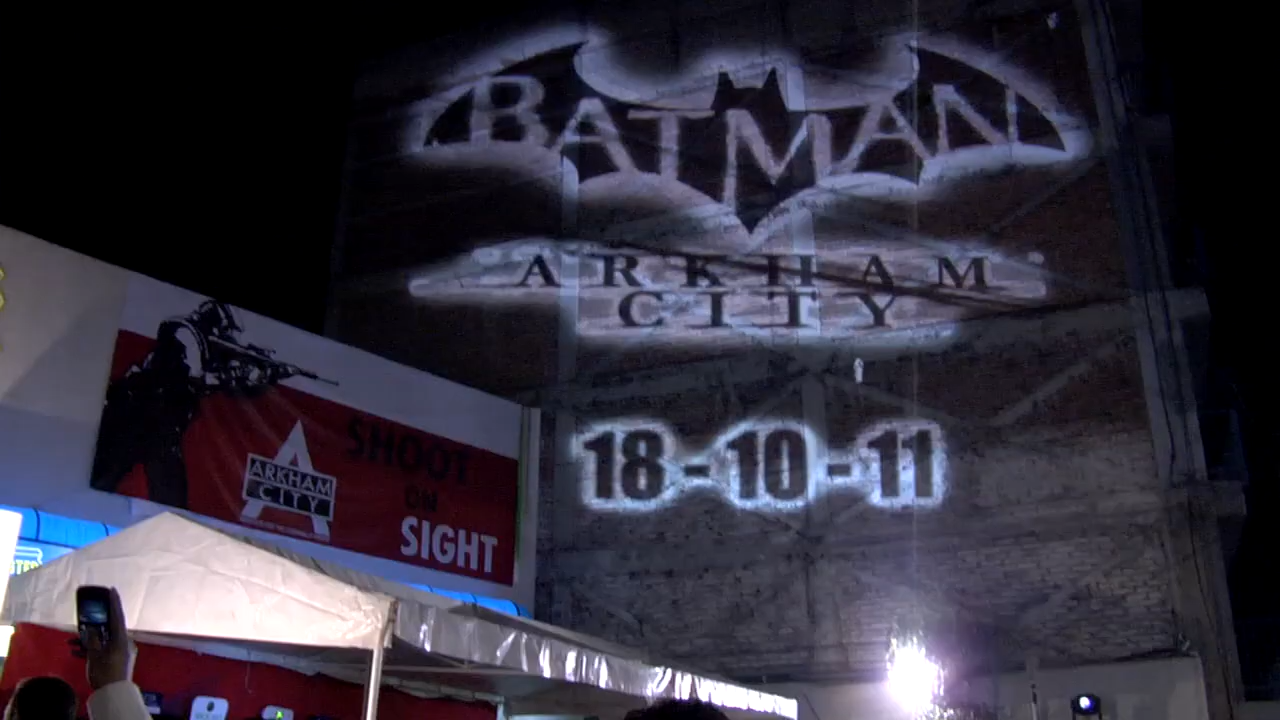 BATMAN
ARKHAM
CITY
18-10-11
SHOOT
ON
SIGHT
ARKHAM
CITY